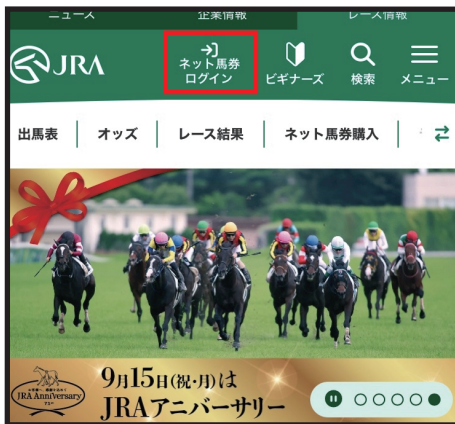 ニュース 企業情報 レース情報
JRA
ネット馬券
ログイン
ビギナーズ
検索
メニュー
出馬表 オッズ レース結果 ネット馬券購入
9月15日(祝・月)は
JRAアニバーサリー
JRA Anniversary